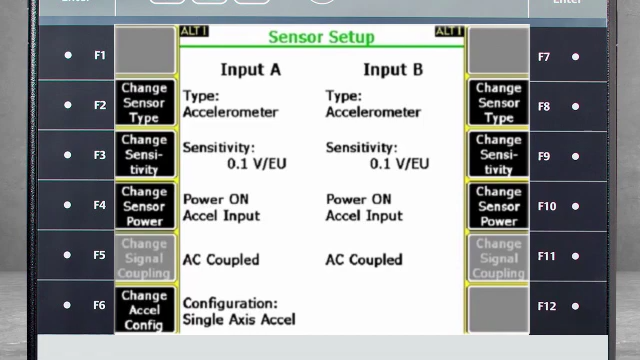 Enter
Enter
ALT1
Sensor Setup
ALT1
Input A
Input B
F1
F7
F2
Change
Sensor
Type
Type:
Accelerometer
Type:
Accelerometer
Change
Sensor
Type
F8
F3
Change
Sensi-
tivity
Sensitivity:
0.1 V/EU
Sensitivity:
0.1 V/EU
Change
Sensi-
tivity
F9
F4
Change
Sensor
Power
Power ON
Accel Input
Power ON
Accel Input
Change
Sensor
Power
F10
F5
Change
Signal
Coupling
AC Coupled
AC Coupled
Change
Signal
Coupling
F11
F6
Change
Accel
Config
Configuration:
Single Axis Accel
F12